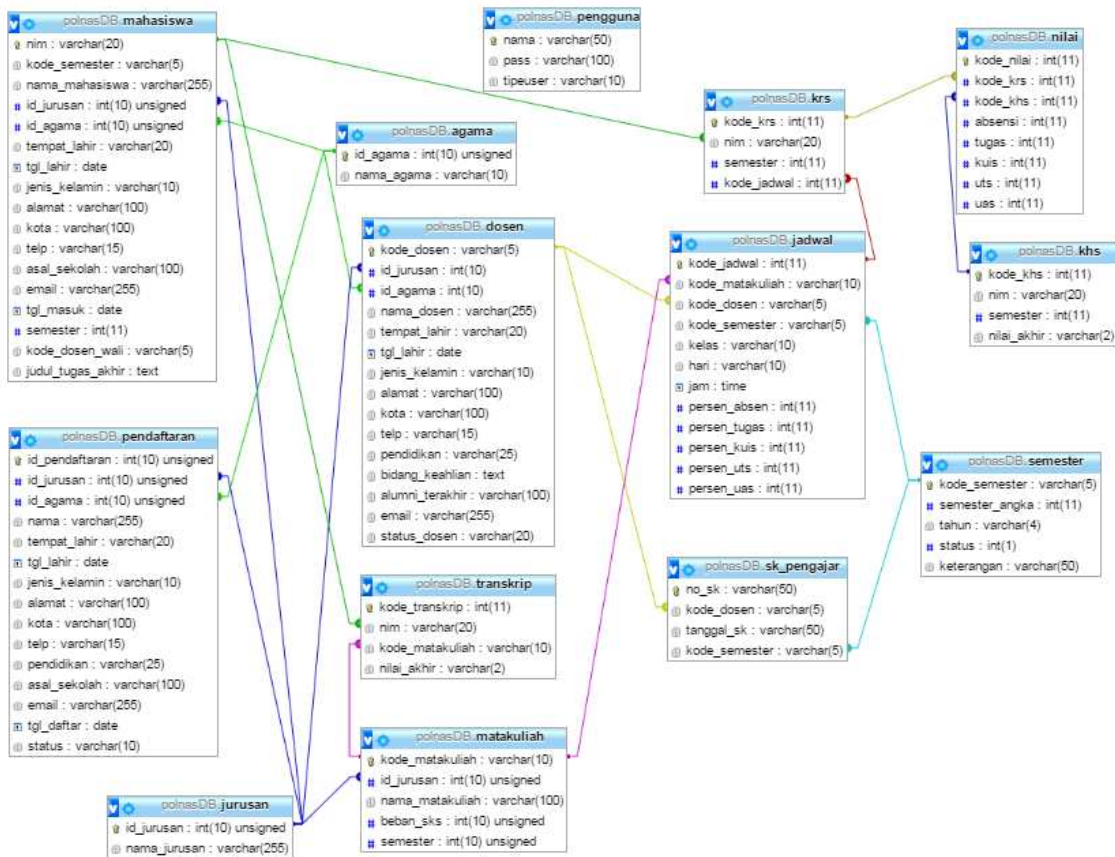 polnasDB.mahasiswa
nim : varchar(20)
kode_semester : varchar(5)
nama_mahasiswa : varchar(255)
id_jurusan : int(10) unsigned
id_agama : int(10) unsigned
tempat_lahir : varchar(20)
tgl_lahir : date
jenis_kelamin : varchar(10)
alamat : varchar(100)
kota : varchar(100)
telp : varchar(15)
asal_sekolah : varchar(100)
email : varchar(255)
tgl_masuk : date
semester : int(11)
kode_dosen_wali : varchar(5)
judul_tugas_akhir : text
polnasDB.pengguna
nama : varchar(50)
pass : varchar(100)
tipeuser : varchar(10)
polnasDB.nilai
kode_nilai : int(11)
kode_krs : int(11)
kode_khs : int(11)
absensi : int(11)
tugas : int(11)
kuis : int(11)
uts : int(11)
uas : int(11)
polnasDB.krs
kode_krs : int(11)
nim : varchar(20)
semester : int(11)
kode_jadwal : int(11)
polnasDB.agama
id_agama : int(10) unsigned
nama_agama : varchar(10)
polnasDB.dosen
kode_dosen : varchar(5)
id_jurusan : int(10)
id_agama : int(10)
nama_dosen : varchar(255)
tempat_lahir : varchar(20)
tgl_lahir : date
jenis_kelamin : varchar(10)
alamat : varchar(100)
kota : varchar(100)
telp : varchar(15)
pendidikan : varchar(25)
bidang_keahlian : text
alumni_terakhir : varchar(100)
email : varchar(255)
status_dosen : varchar(20)
polnasDB.jadwal
kode_jadwal : int(11)
kode_matakuliah : varchar(10)
kode_dosen : varchar(5)
kode_semester : varchar(5)
kelas : varchar(10)
hari : varchar(10)
jam : time
persen_absen : int(11)
persen_tugas : int(11)
persen_kuis : int(11)
persen_uts : int(11)
persen_uas : int(11)
polnasDB.khs
kode_khs : int(11)
nim : varchar(20)
semester : int(11)
nilai_akhir : varchar(2)
polnasDB.pendaftaran
id_pendaftaran : int(10) unsigned
id_jurusan : int(10) unsigned
id_agama : int(10) unsigned
nama : varchar(255)
tempat_lahir : varchar(20)
tgl_lahir : date
jenis_kelamin : varchar(10)
alamat : varchar(100)
kota : varchar(100)
telp : varchar(15)
pendidikan : varchar(25)
asal_sekolah : varchar(100)
email : varchar(255)
tgl_daftar : date
status : varchar(10)
polnasDB.semester
kode_semester : varchar(5)
semester_angka : int(11)
tahun : varchar(4)
status : int(1)
keterangan : varchar(50)
polnasDB.sk_pengajar
no_sk : varchar(50)
kode_dosen : varchar(5)
tanggal_sk : varchar(50)
kode_semester : varchar(5)
polnasDB.transkrip
kode_transkrip : int(11)
nim : varchar(20)
kode_matakuliah : varchar(10)
nilai_akhir : varchar(2)
polnasDB.matakuliah
kode_matakuliah : varchar(10)
id_jurusan : int(10) unsigned
nama_matakuliah : varchar(100)
beban_sks : int(10) unsigned
semester : int(10) unsigned
polnasDB.jurusan
id_jurusan : int(10) unsigned
nama_jurusan : varchar(255)